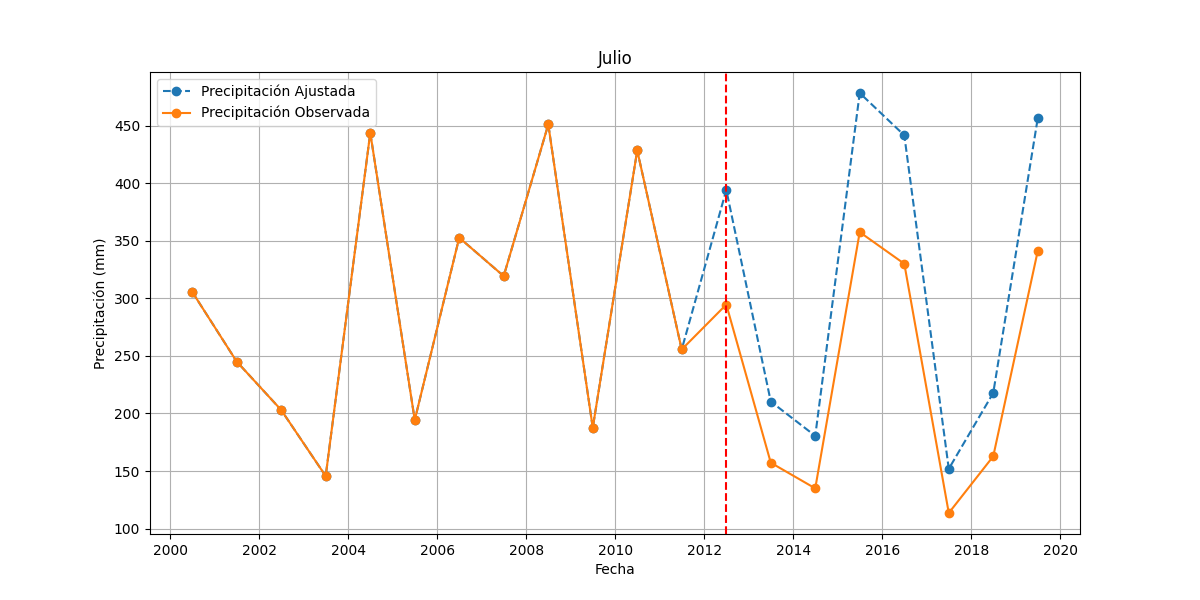 Julio
Precipitación Ajustada
Precipitación Observada
Precipitación (mm)
450
400
350
300
250
200
150
100
2000 2002 2004 2006 2008 2010 2012 2014 2016 2018 2020
Fecha